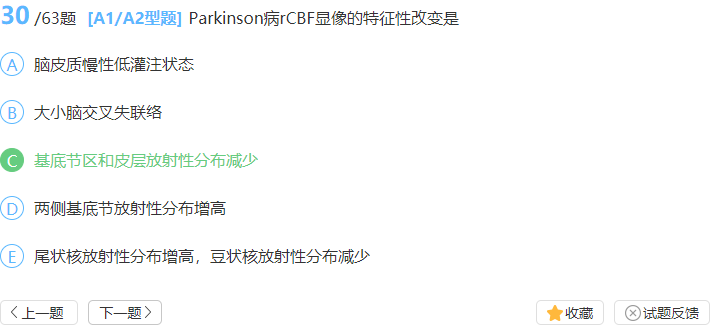 30 /63题 [A1/A2型题] Parkinson病rCBF显像的特征性改变是
A 脑皮质慢性低灌注状态
B 大小脑交叉失联络
C 基底节区和皮层放射性分布减少
D 两侧基底节放射性分布增高
E 尾状核放射性分布增高，豆状核放射性分布减少
上一题 下一题 收藏 试题反馈